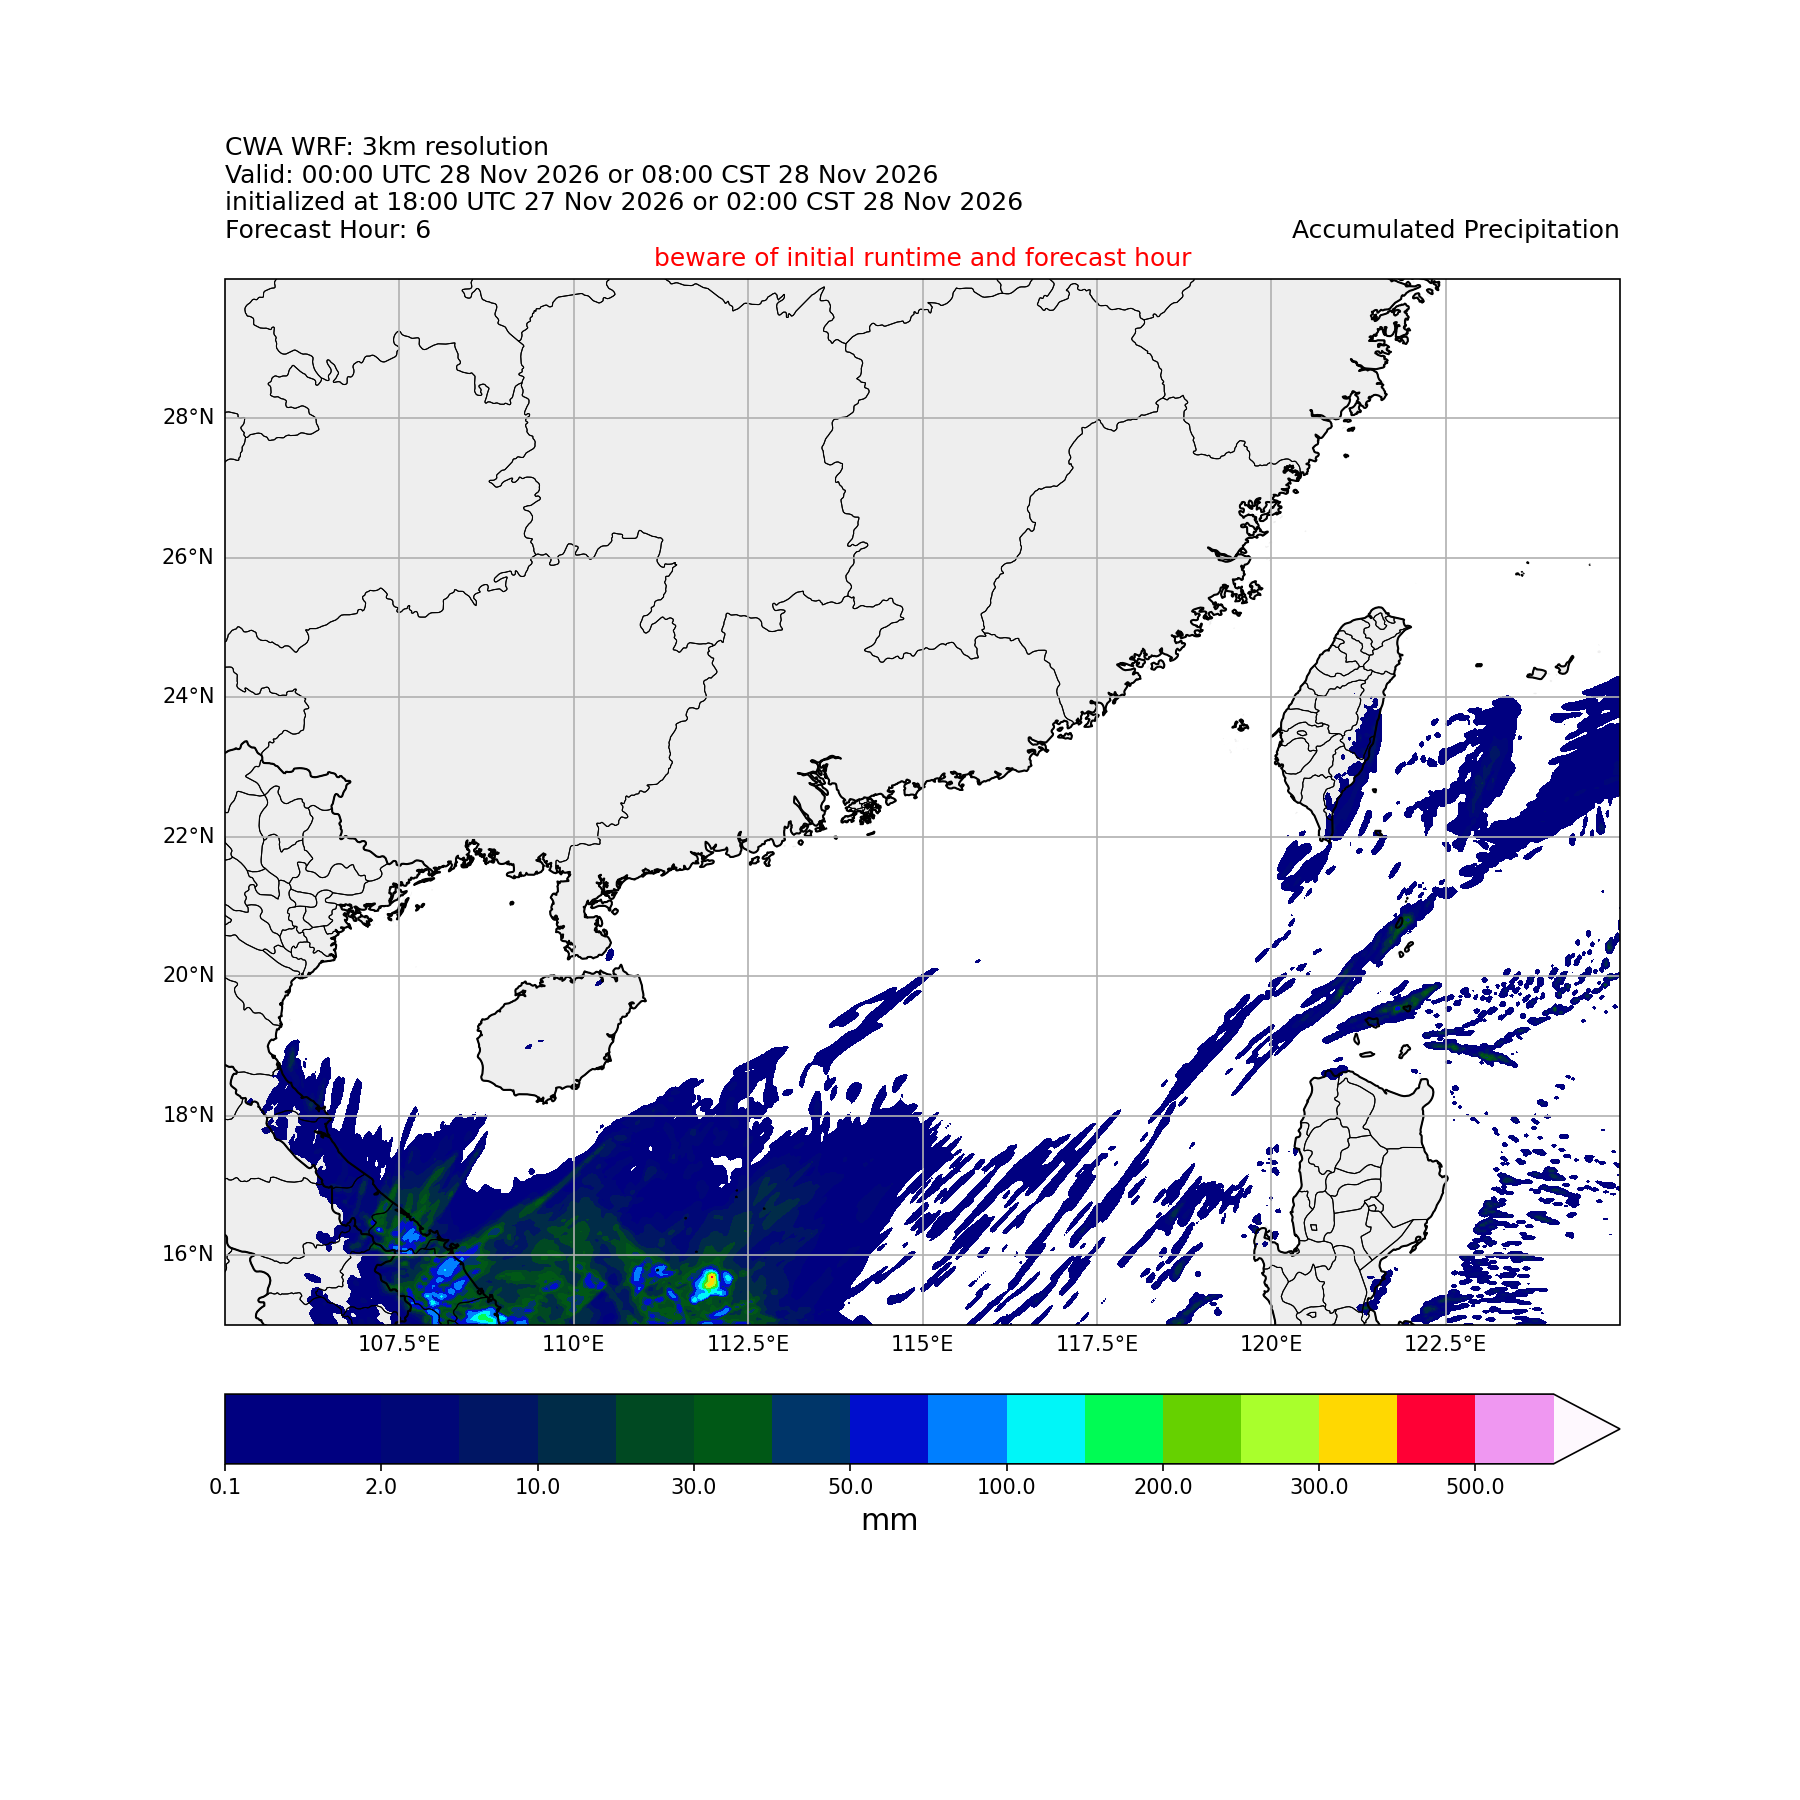 CWA WRF: 3km resolution
Valid: 00:00 UTC 28 Nov 2026 or 08:00 CST 28 Nov 2026
initialized at 18:00 UTC 27 Nov 2026 or 02:00 CST 28 Nov 2026
Forecast Hour: 6
Accumulated Precipitation
beware of initial runtime and forecast hour
28°N
26°N
24°N
22°N
20°N
18°N
16°N
107.5°E 110°E 112.5°E 115°E 117.5°E 120°E 122.5°E
0.1 2.0 10.0 30.0 50.0 100.0 200.0 300.0 500.0
mm